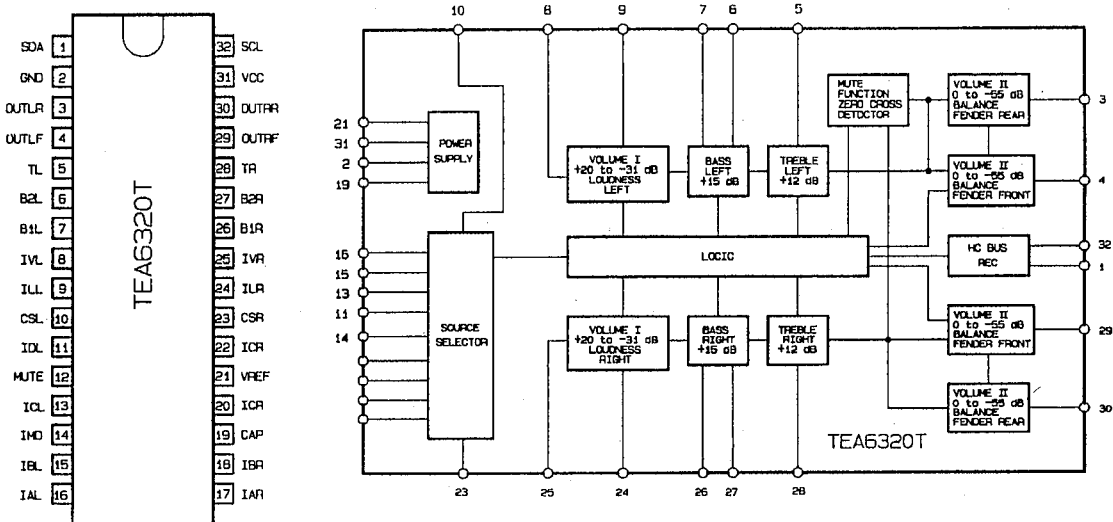 SDA 1
32 SCL
GND 2
31 VCC
OUTLR 3
30 OUTRR
OUTLF 4
29 OUTRF
TL 5
28 TR
B2L 6
27 B2R
B1L 7
26 B1R
IVL 8
25 IVR
ILL 9
24 ILR
CSL 10
23 CSR
IDL 11
22 ICR
MUTE 12
21 VREF
ICL 13
20 ICR
IMO 14
19 CAP
IBL 15
18 IBR
IAL 16
17 IAR
TEA6320T
10
8
9
7
6
5
21
31
2
19
POWER
SUPPLY
MUTE
FUNCTION
ZERO CROSS
DETDCTOR
VOLUME II
0 to -55 dB
BALANCE
FENDER REAR
3
VOLUME I
+20 to -31 dB
LOUDNESS
LEFT
BASS
LEFT
+15 dB
TREBLE
LEFT
+12 dB
VOLUME II
0 to -55 dB
BALANCE
FENDER FRONT
4
16
15
13
11
14
SOURCE
SELECTOR
LOGIC
HC BUS
REC
32
1
VOLUME I
+20 to -31 dB
LOUDNESS
RIGHT
BASS
RIGHT
+15 dB
TREBLE
RIGHT
+12 dB
VOLUME II
0 to -55 dB
BALANCE
FENDER FRONT
29
VOLUME II
0 to -55 dB
BALANCE
FENDER REAR
30
TEA6320T
23
25
24
26
27
28